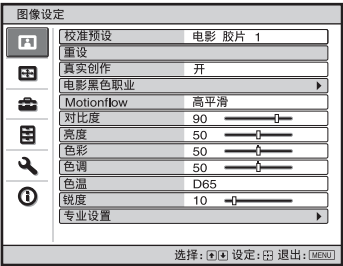 图像设定
校准预设 电影 胶片 1
重设
真实创作 开
电影黑色职业
Motionflow 高平滑
对比度 90
亮度 50
色彩 50
色调 50
色温 D65
锐度 10
专业设置
选择: 设定: 退出: MENU